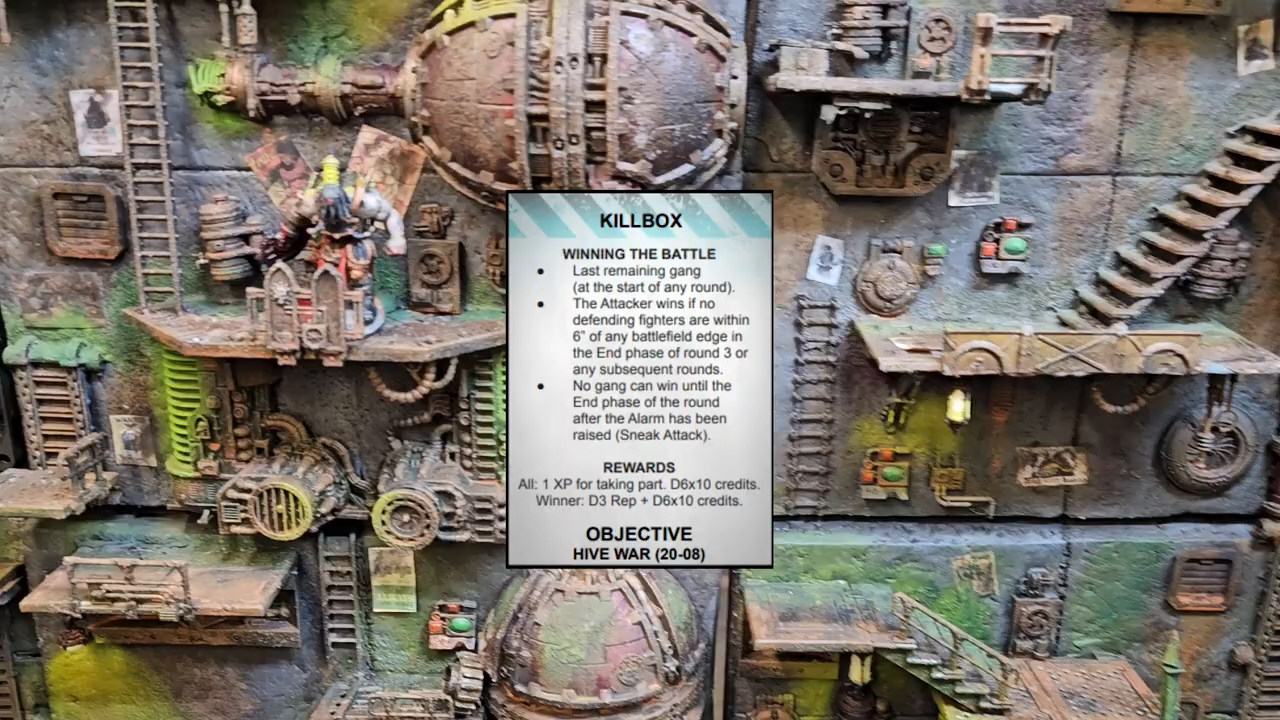 KILLBOX
WINNING THE BATTLE
● Last remaining gang
(at the start of any round).
● The Attacker wins if no
defending fighters are within
6” of any battlefield edge in
the End phase of round 3 or
any subsequent rounds.
● No gang can win until the
End phase of the round
after the Alarm has been
raised (Sneak Attack).
REWARDS
All: 1 XP for taking part. D6x10 credits.
Winner: D3 Rep + D6x10 credits.
OBJECTIVE
HIVE WAR (20-08)